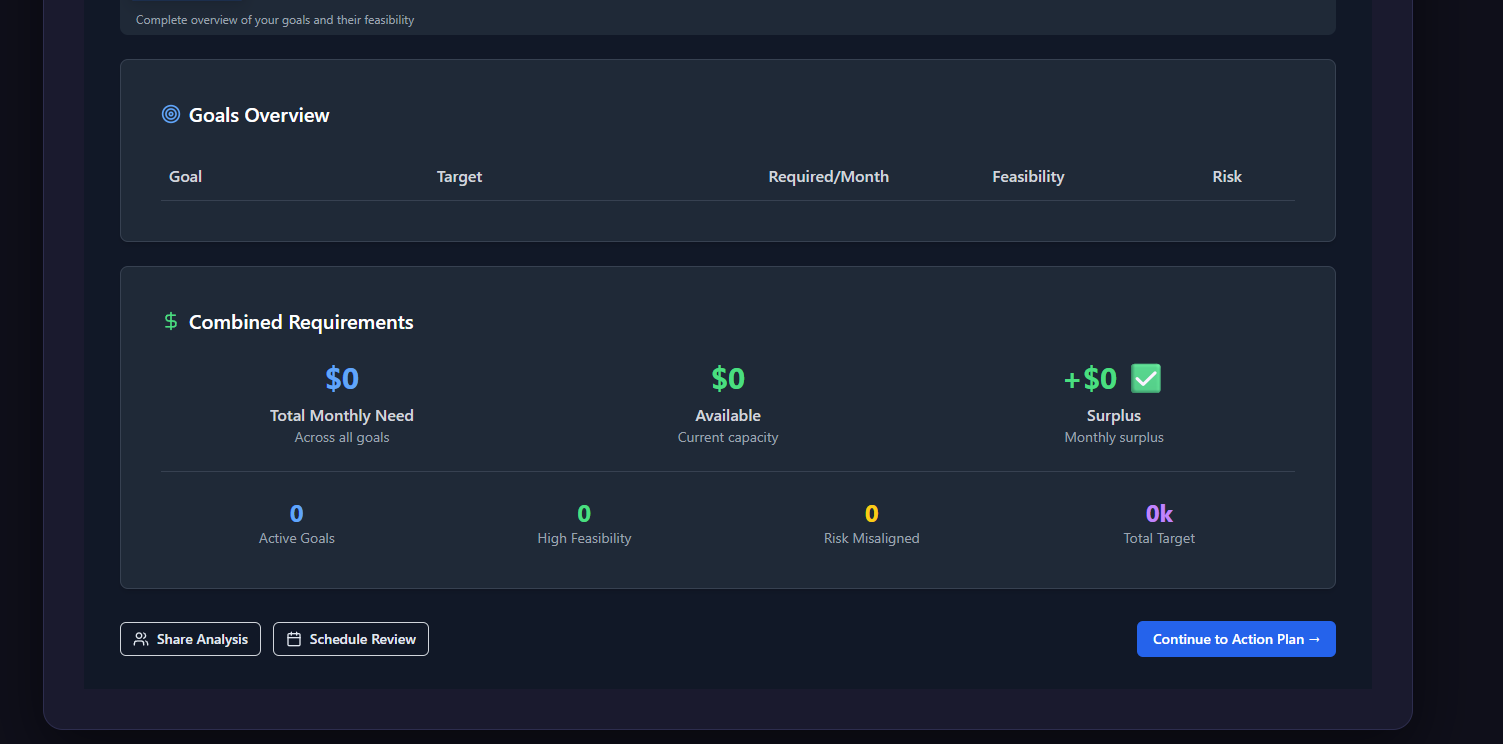 Complete overview of your goals and their feasibility
Goals Overview
Goal Target Required/Month Feasibility Risk
Combined Requirements
$0 $0 +$0 ✅
Total Monthly Need Available Surplus
Across all goals Current capacity Monthly surplus
0 0 0 0k
Active Goals High Feasibility Risk Misaligned Total Target
Share Analysis Schedule Review Continue to Action Plan →